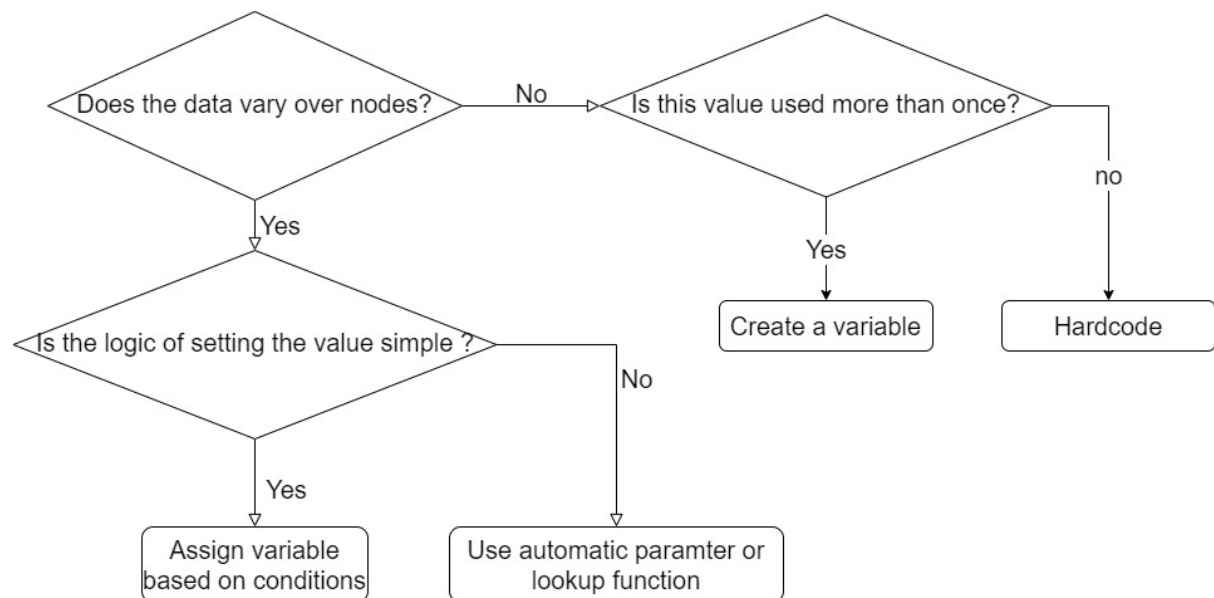 Does the data vary over nodes?
No
Is this value used more than once?
no
Yes
Yes
Create a variable
Hardcode
Is the logic of setting the value simple ?
No
Yes
Assign variable
based on conditions
Use automatic paramter or
lookup function